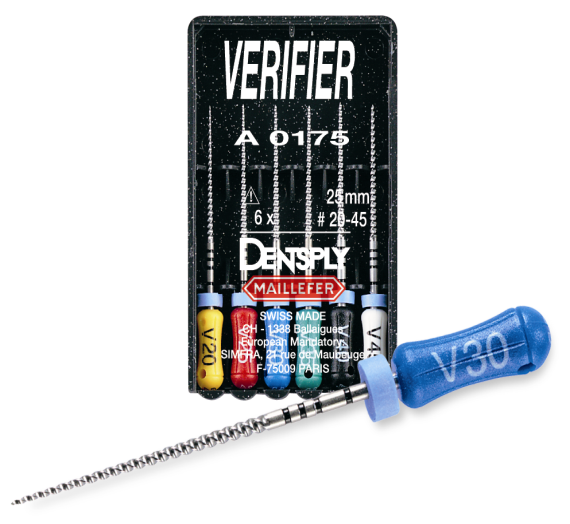 VERIFIER
A 0175
25mm
6 x # 20-45
DENTSPLY
MAILLEFER
SWISS MADE
CH - 1338 Ballaigues
European Mandatory:
SIMFRA, 21 rue de Maubeuge
F-75009 PARIS
V20
V30